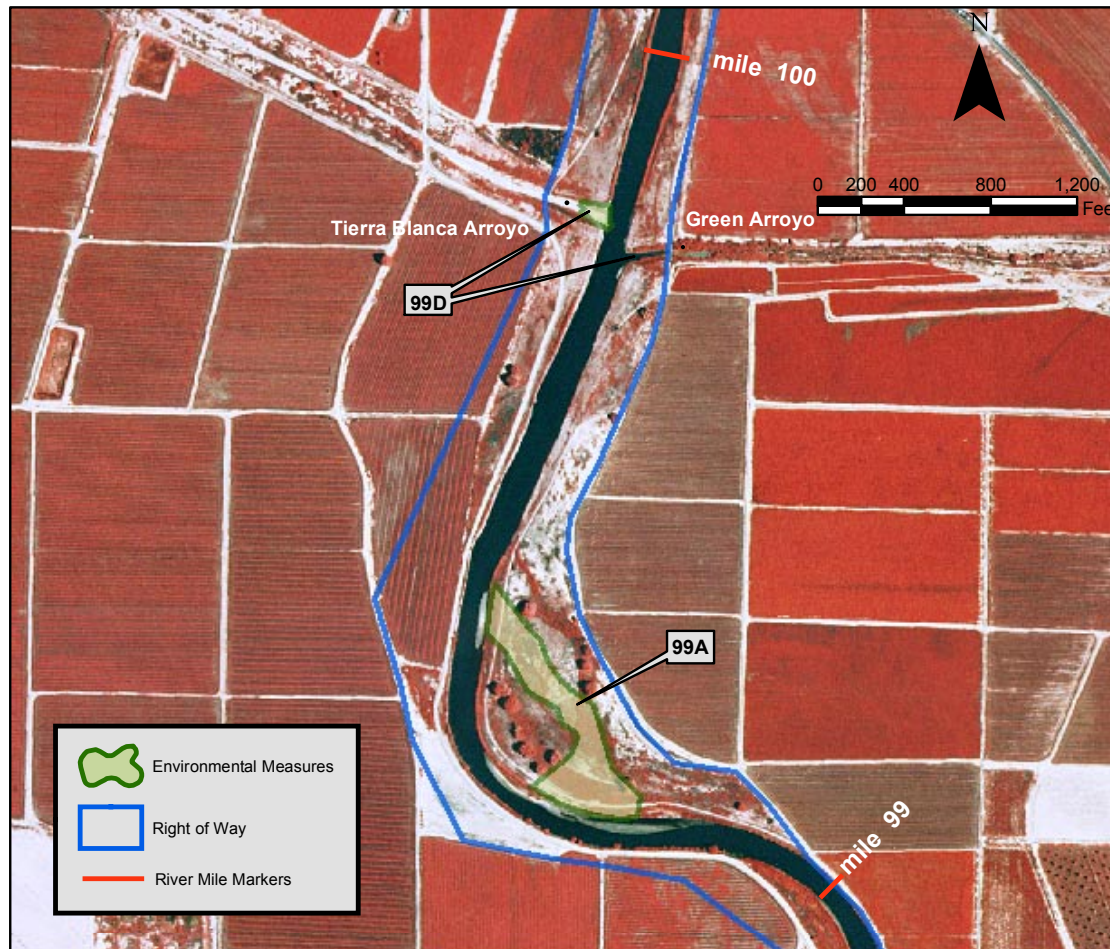 N
mile 100
0 200 400 800 1,200
Feet
Tierra Blanca Arroyo
Green Arroyo
99D
99A
Environmental Measures
Right of Way
River Mile Markers
mile 99